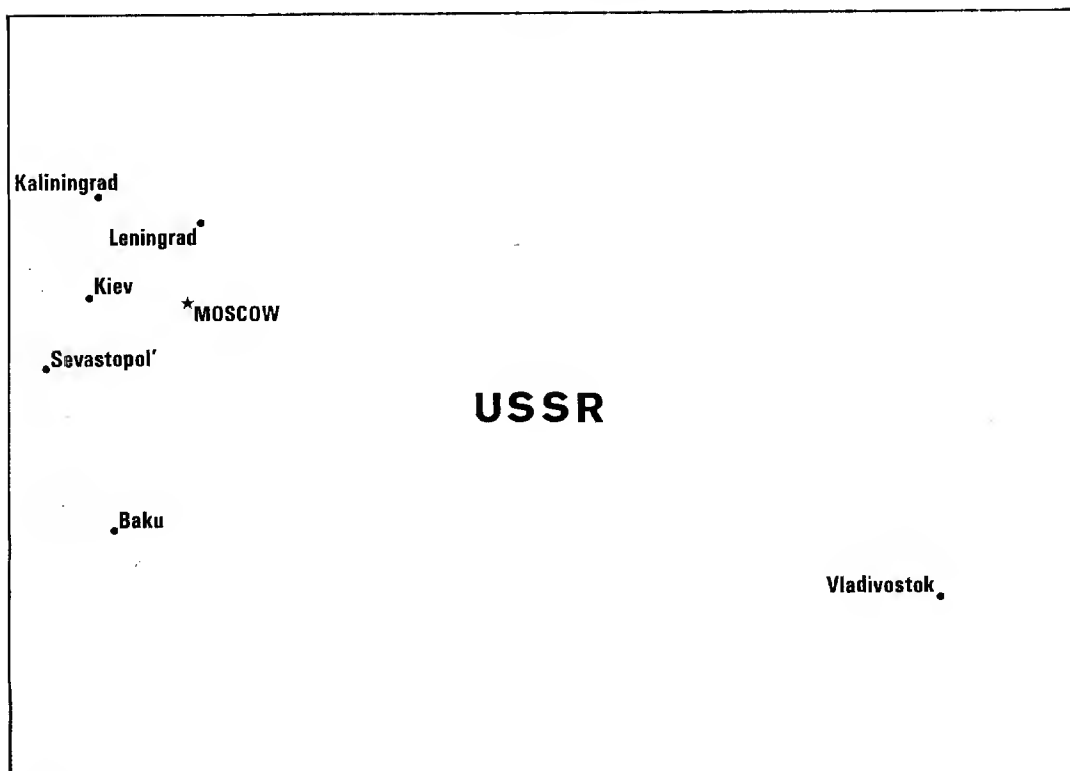 Kaliningrad
Leningrad
Kiev
MOSCOW
Sevastopol′
USSR
Baku
Vladivostok